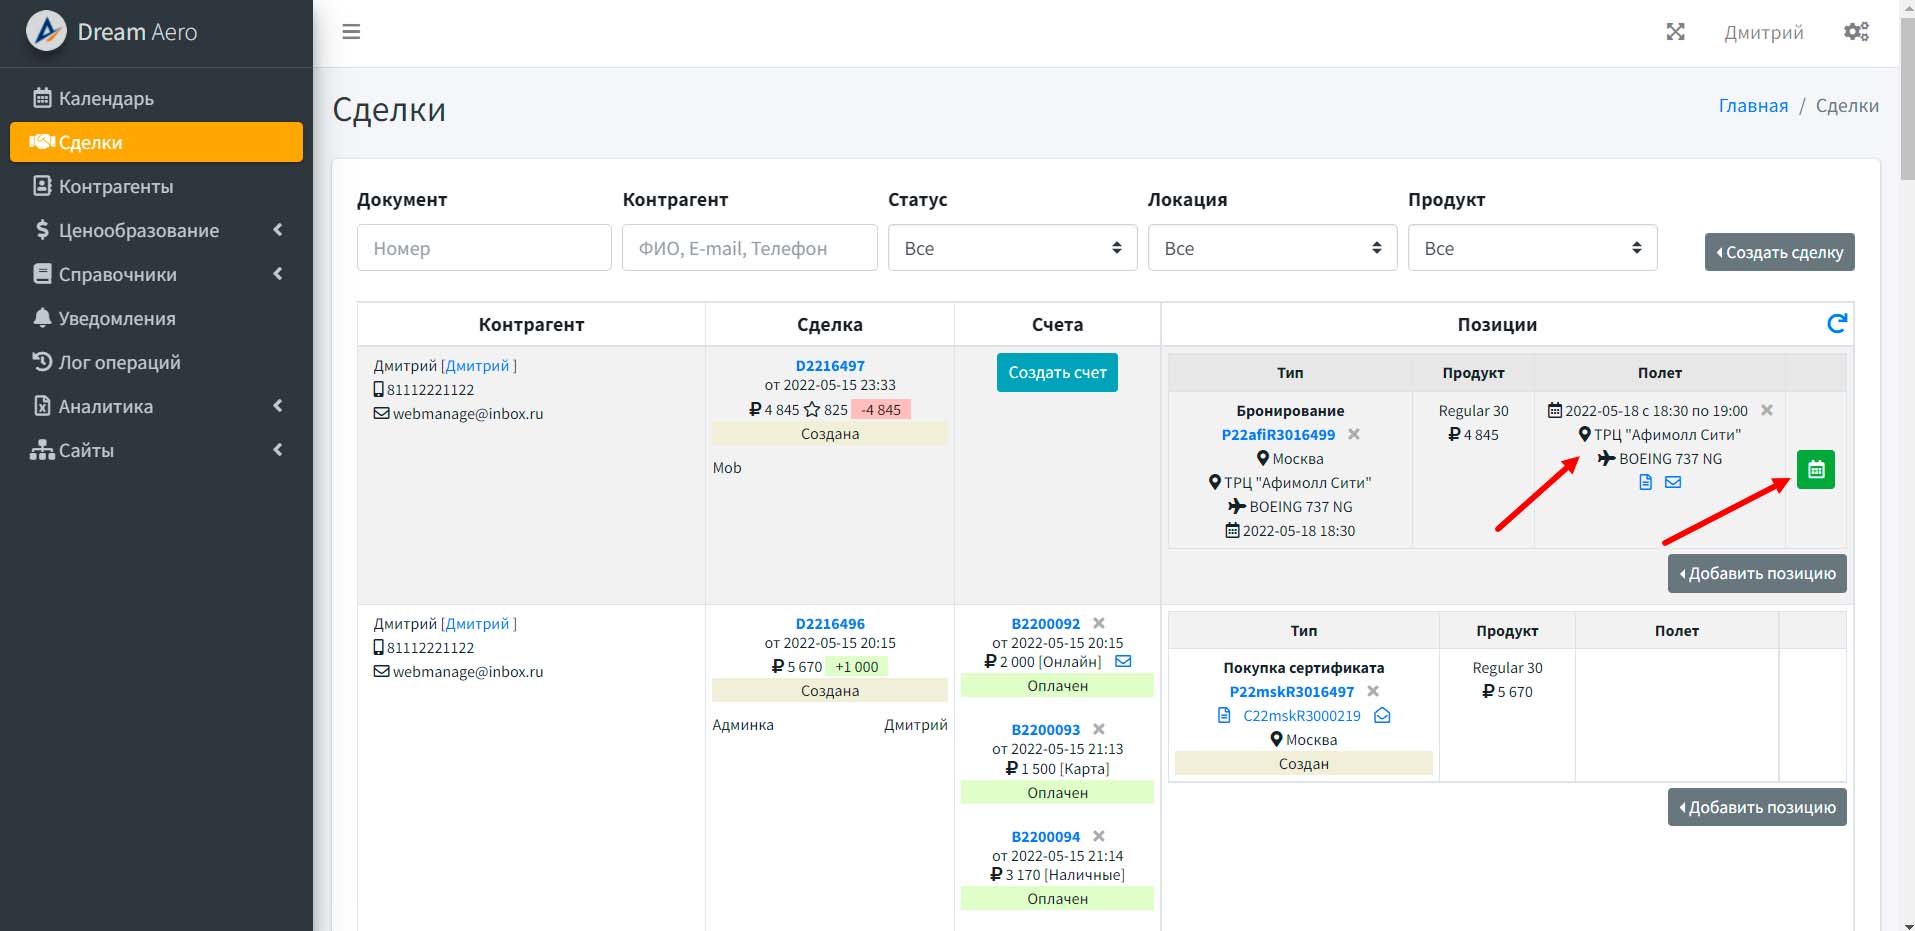 Dream Aero
Календарь
Сделки
Контрагенты
Ценообразование
Справочники
Уведомления
Лог операций
Аналитика
Сайты
Дмитрий
Сделки
Главная / Сделки
Документ
Контрагент
Статус
Локация
Продукт
Номер
ФИО, E-mail, Телефон
Все
Все
Все
Создать сделку
Контрагент
Сделка
Счета
Позиции
Дмитрий [Дмитрий ]
81112221122
webmanage@inbox.ru
D2216497
от 2022-05-15 23:33
₽ 4 845 825 -4 845
Создана
Mob
Создать счет
Тип
Продукт
Полет
Бронирование
P22afiR3016499
Москва
ТРЦ "Афимолл Сити"
BOEING 737 NG
2022-05-18 18:30
Regular 30
₽ 4 845
2022-05-18 с 18:30 по 19:00
ТРЦ "Афимолл Сити"
BOEING 737 NG
Добавить позицию
Дмитрий [Дмитрий ]
81112221122
webmanage@inbox.ru
D2216496
от 2022-05-15 20:15
₽ 5 670 +1 000
Создана
Админка Дмитрий
B2200092
от 2022-05-15 20:15
₽ 2 000 [Онлайн]
Оплачен
B2200093
от 2022-05-15 21:13
₽ 1 500 [Карта]
Оплачен
B2200094
от 2022-05-15 21:14
₽ 3 170 [Наличные]
Оплачен
Тип
Продукт
Полет
Покупка сертификата
P22mskR3016497
C22mskR3000219
Москва
Создан
Regular 30
₽ 5 670
Добавить позицию